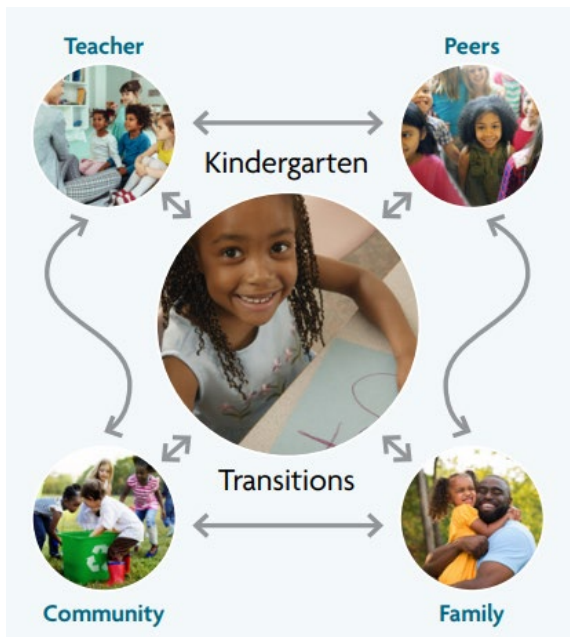 Teacher
Peers
Kindergarten
Transitions
Community
Family